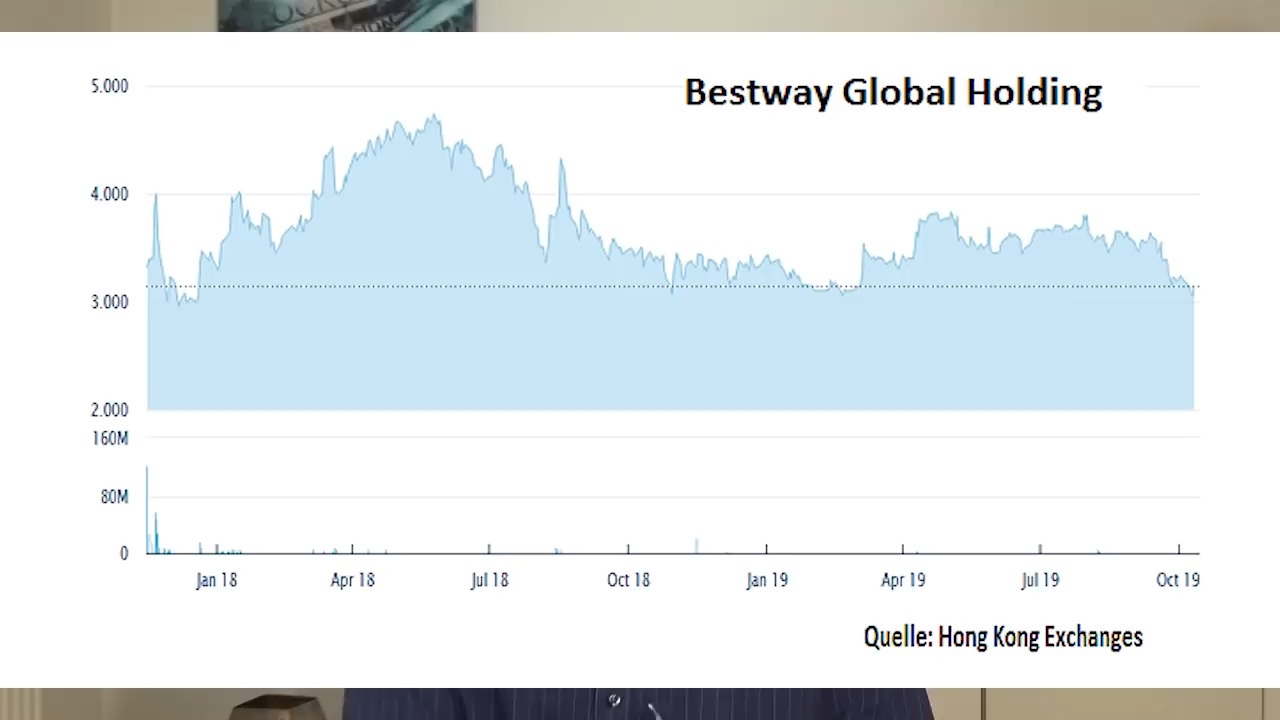 Bestway Global Holding
5.000
4.000
3.000
2.000
160M
80M
0
Jan 18 Apr 18 Jul 18 Oct 18 Jan 19 Apr 19 Jul 19 Oct 19
Quelle: Hong Kong Exchanges